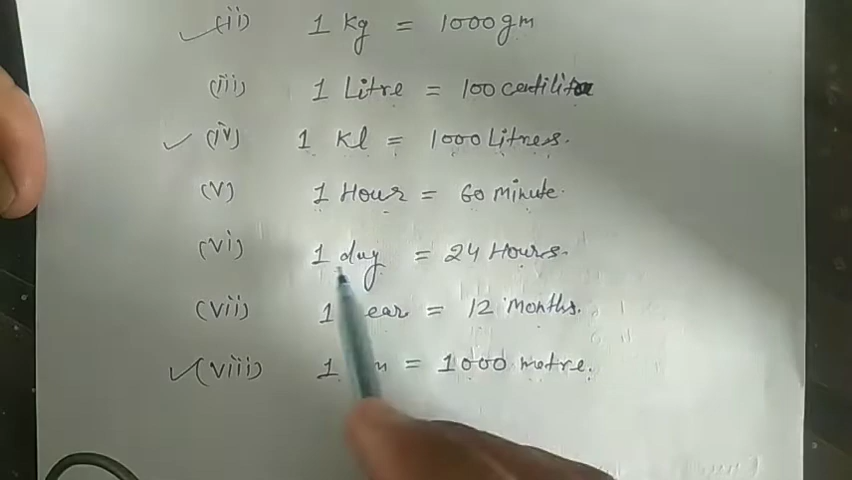 (ii) 1 Kg = 1000gm
(iii) 1 Litre = 100 centilitre
(iv) 1 Kl = 1000 Litres.
(v) 1 Hour = 60 minute.
(vi) 1 day = 24 Hours.
(vii) 1 ear = 12 Months.
(viii) 1 = 1000 metre.